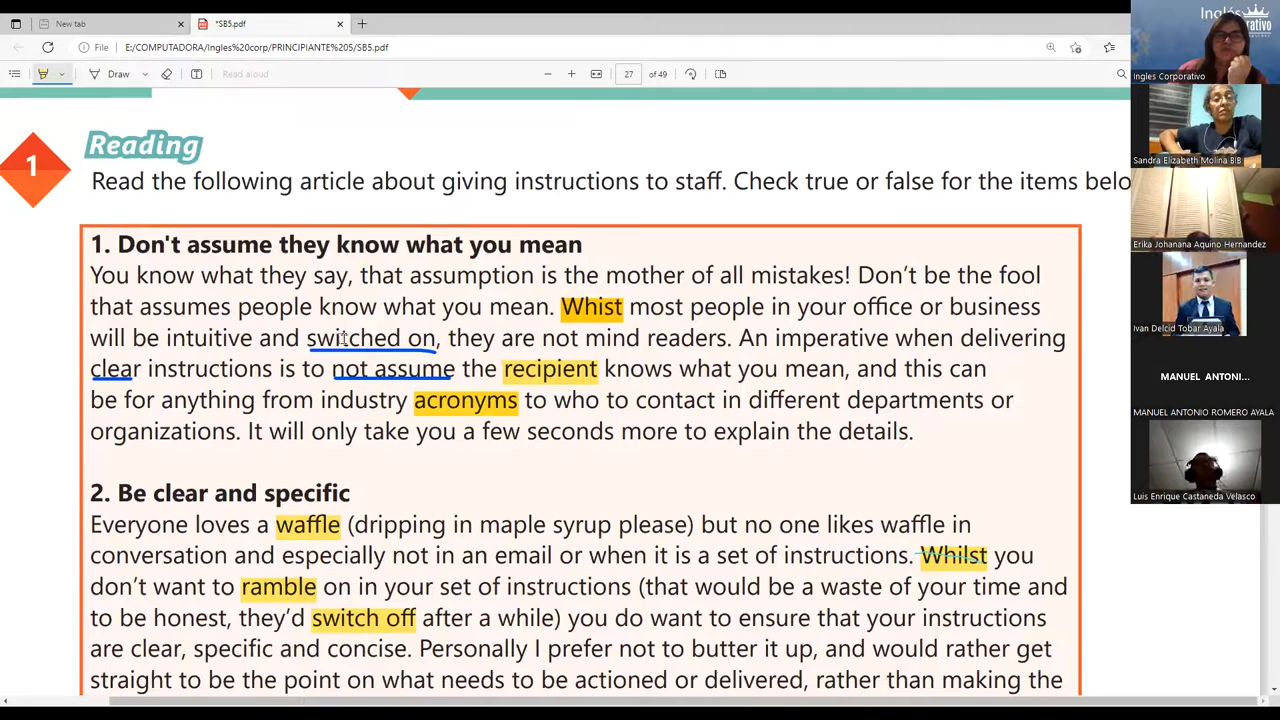 New tab
*SB5.pdf
File
E:/COMPUTADORA/Ingles%20corp/PRINCIPIANTE%205/SB5.pdf
Draw
Read aloud
27
of 49
Reading
1
Read the following article about giving instructions to staff. Check true or false for the items belo
1. Don't assume they know what you mean
You know what they say, that assumption is the mother of all mistakes! Don’t be the fool
that assumes people know what you mean. Whist most people in your office or business
will be intuitive and switched on, they are not mind readers. An imperative when delivering
clear instructions is to not assume the recipient knows what you mean, and this can
be for anything from industry acronyms to who to contact in different departments or
organizations. It will only take you a few seconds more to explain the details.
2. Be clear and specific
Everyone loves a waffle (dripping in maple syrup please) but no one likes waffle in
conversation and especially not in an email or when it is a set of instructions. Whilst you
don’t want to ramble on in your set of instructions (that would be a waste of your time and
to be honest, they’d switch off after a while) you do want to ensure that your instructions
are clear, specific and concise. Personally I prefer not to butter it up, and would rather get
straight to be the point on what needs to be actioned or delivered, rather than making the
Inglés
Ingles Corporativo
Sandra Elizabeth Molina BIB
Erika Johanana Aquino Hernandez
Ivan Delcid Tobar Ayala
MANUEL ANTONI...
MANUEL ANTONIO ROMERO AYALA
Luis Enrique Castaneda Velasco